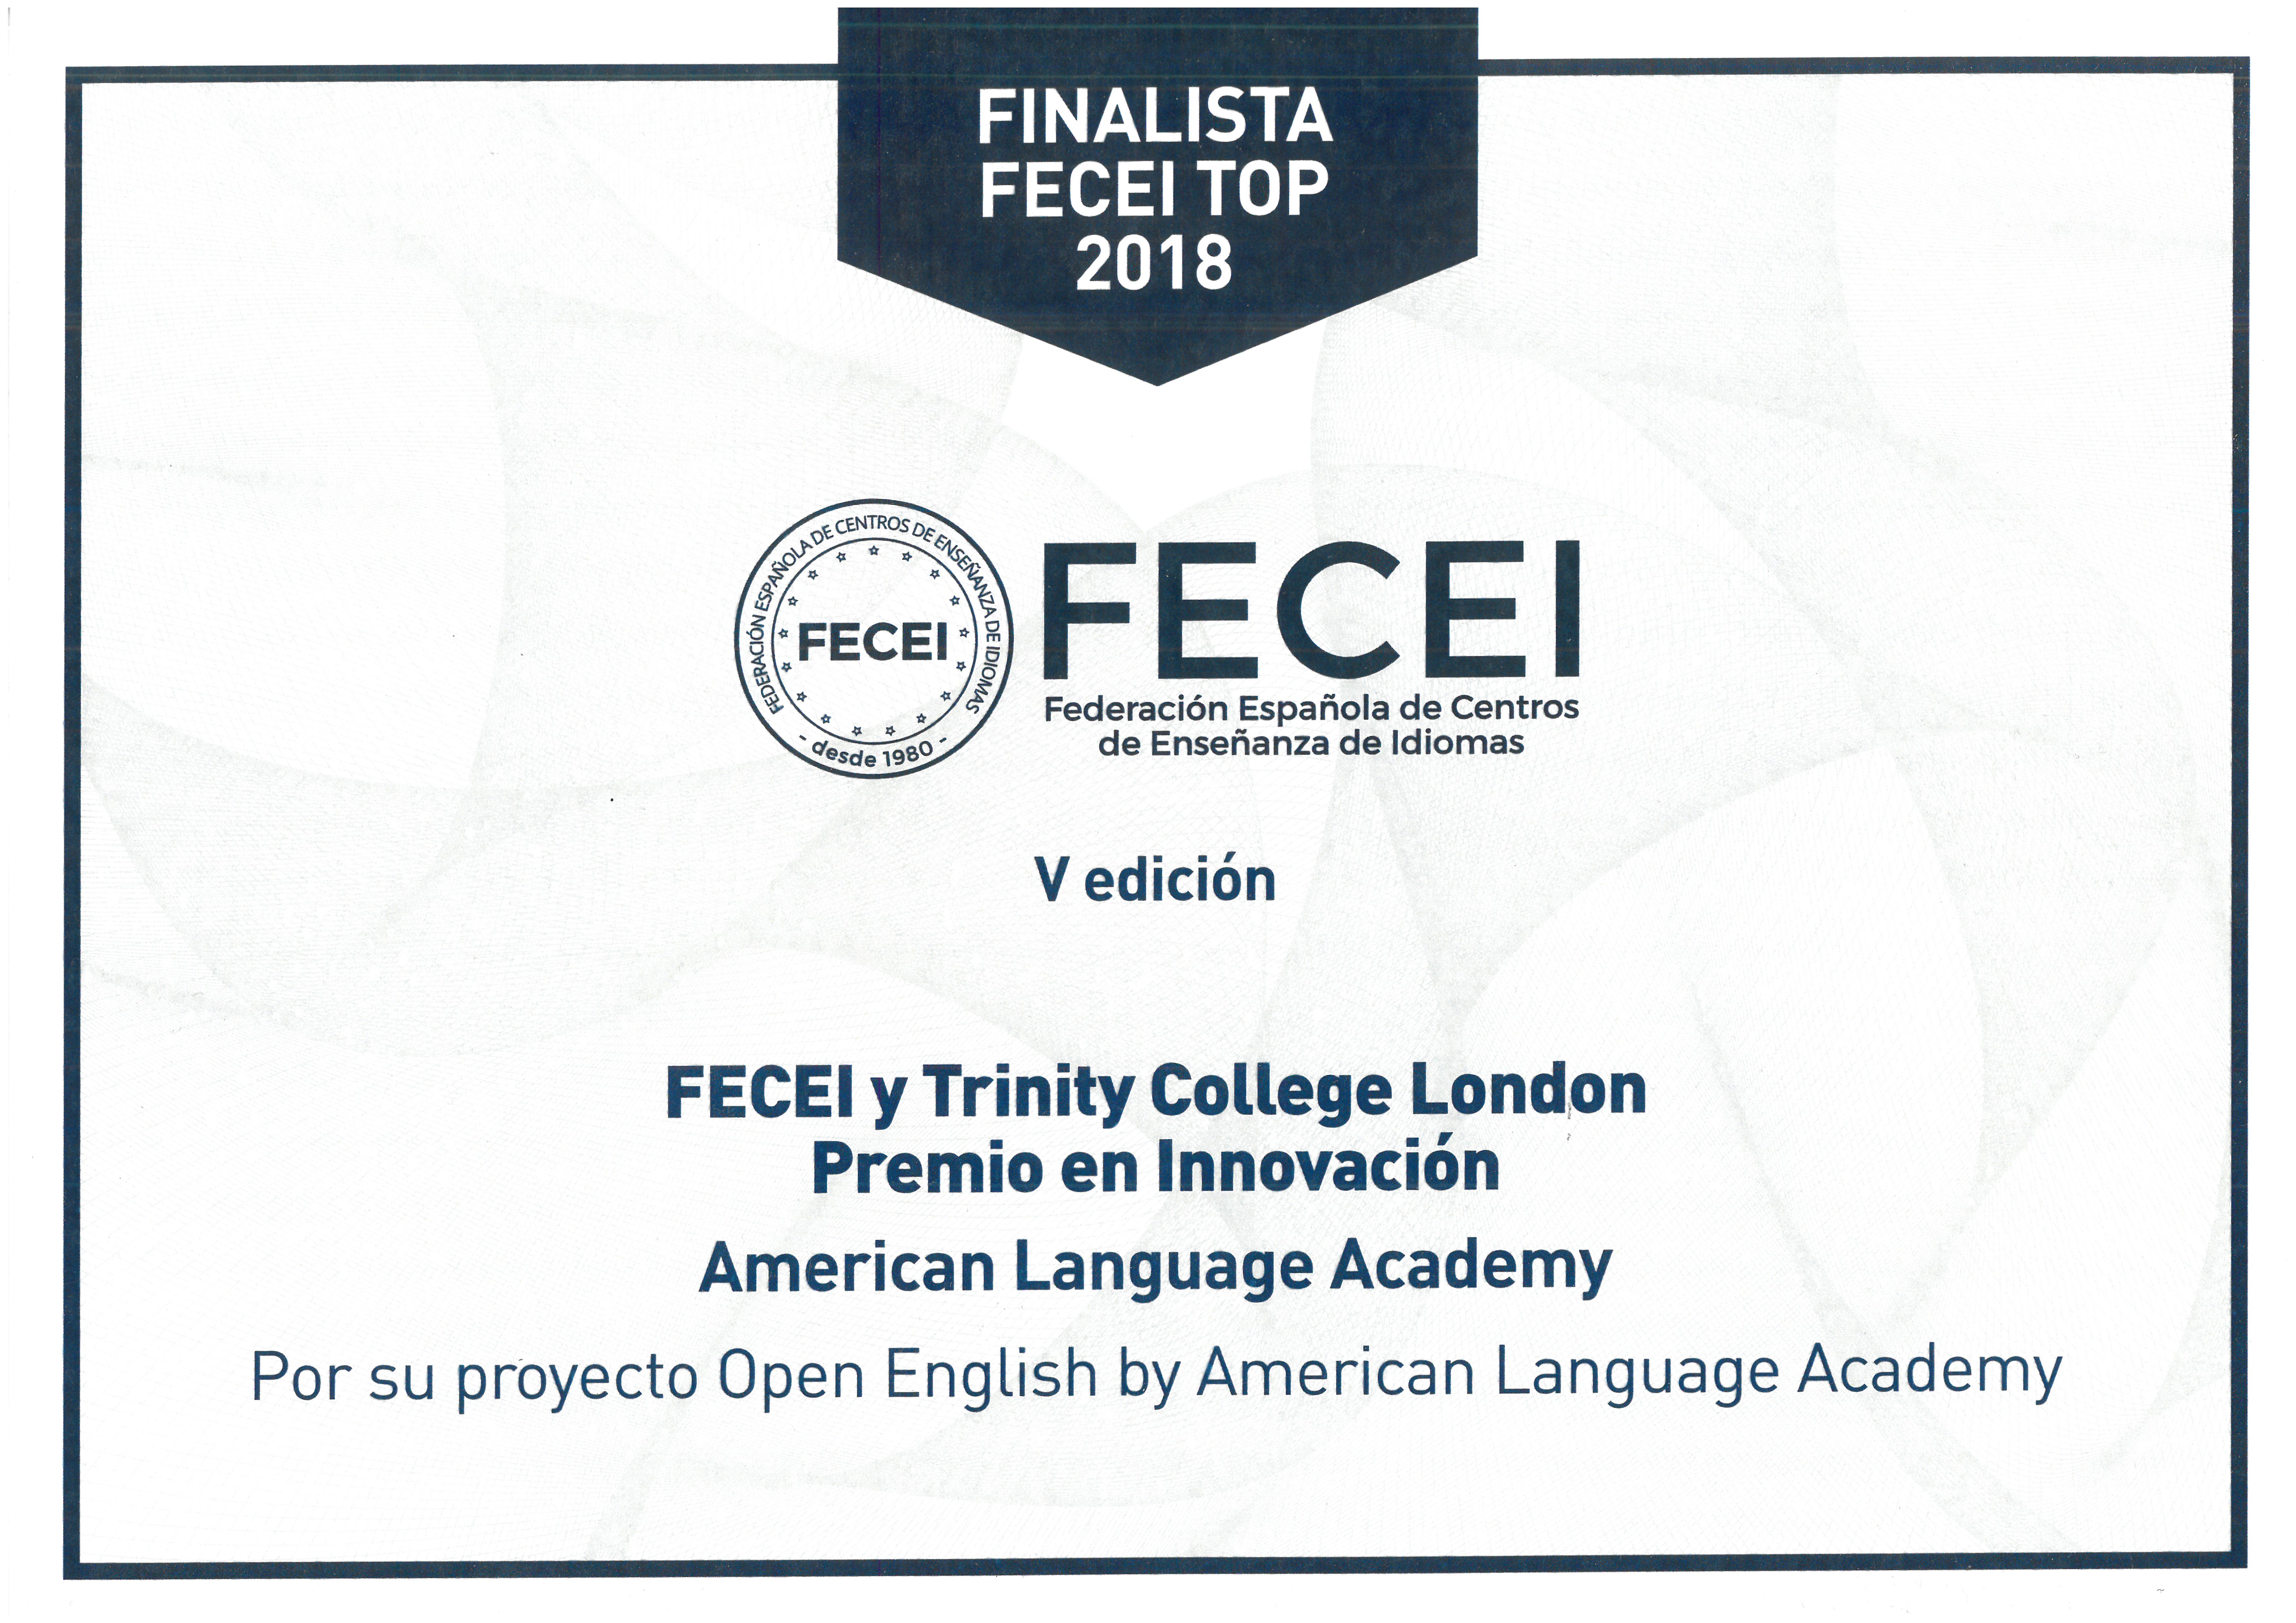 FINALISTA
FECEI TOP
2018
FEDERACIÓN ESPAÑOLA DE CENTROS DE ENSEÑANZA DE IDIOMAS
FECEI
- desde 1980 -
FECEI
Federación Española de Centros
de Enseñanza de Idiomas
V edición
FECEI y Trinity College London
Premio en Innovación
American Language Academy
Por su proyecto Open English by American Language Academy